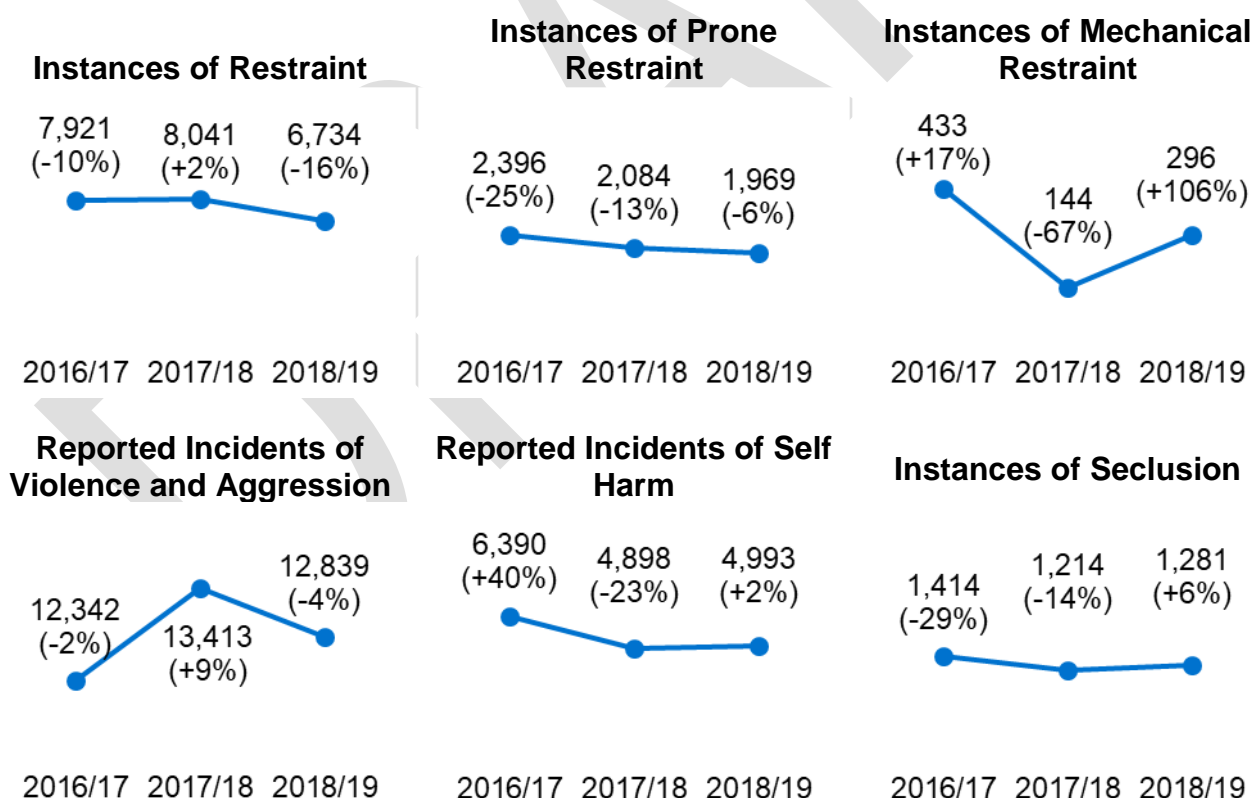 Instances of Restraint
7,921
(-10%)
8,041
(+2%)
6,734
(-16%)
2016/17 2017/18 2018/19
Instances of Prone
Restraint
2,396
(-25%)
2,084
(-13%)
1,969
(-6%)
2016/17 2017/18 2018/19
Instances of Mechanical
Restraint
433
(+17%)
144
(-67%)
296
(+106%)
2016/17 2017/18 2018/19
Reported Incidents of
Violence and Aggression
12,342
(-2%)
13,413
(+9%)
12,839
(-4%)
2016/17 2017/18 2018/19
Reported Incidents of Self
Harm
6,390
(+40%)
4,898
(-23%)
4,993
(+2%)
2016/17 2017/18 2018/19
Instances of Seclusion
1,414
(-29%)
1,214
(-14%)
1,281
(+6%)
2016/17 2017/18 2018/19